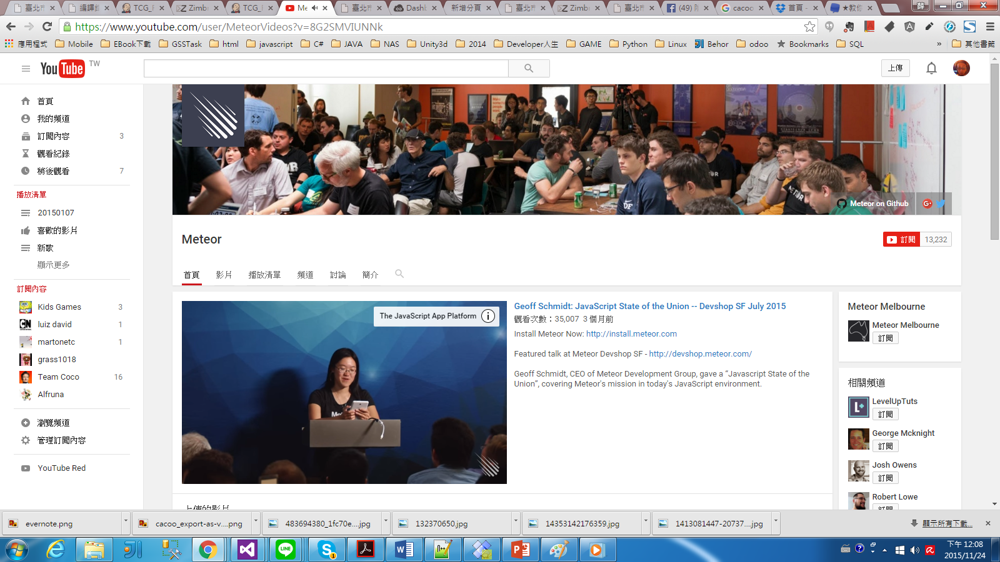 臺北市
編譯
TCG_
Zimbr
TCG_
Me
臺北市
Dashb
新增分頁
臺北市
Zimbr
臺北市
(49)
cacoo
首頁 -
★教你
薛
https://www.youtube.com/user/MeteorVideos?v=8G2SMVIUNNk
應用程式
Mobile
EBook下載
GSSTask
html
javascript
C#
JAVA
NAS
Unity3d
2014
Developer人生
GAME
Python
Linux
Behor
odoo
Bookmarks
SQL
»
其他書籤
YouTube TW
上傳
首頁
我的頻道
訂閱內容 3
觀看紀錄
稍後觀看 7
播放清單
20150107
喜歡的影片
新歌
顯示更多
訂閱內容
Kids Games 3
luiz david 1
martonetc 1
grass1018
Team Coco 16
Alfruna
瀏覽頻道
管理訂閱內容
YouTube Red
Meteor on Github
Meteor
訂閱 13,232
首頁 影片 播放清單 頻道 討論 簡介
The JavaScript App Platform
Geoff Schmidt: JavaScript State of the Union -- Devshop SF July 2015
觀看次數：35,007 3 個月前
Install Meteor Now: http://install.meteor.com
Featured talk at Meteor Devshop SF - http://devshop.meteor.com/
Geoff Schmidt, CEO of Meteor Development Group, gave a “Javascript State of the
Union”, covering Meteor's mission in today's JavaScript environment.
上傳的影片
Meteor Melbourne
Meteor Melbourne
訂閱
相關頻道
LevelUpTuts
訂閱
George Mcknight
訂閱
Josh Owens
訂閱
Robert Lowe
訂閱
evernote.png
cacoo_export-as-v....png
483694380_1fc70e....jpg
132370650.jpg
14353142176359.jpg
1413081447-20737....jpg
顯示所有下載...
下午 12:08
2015/11/24